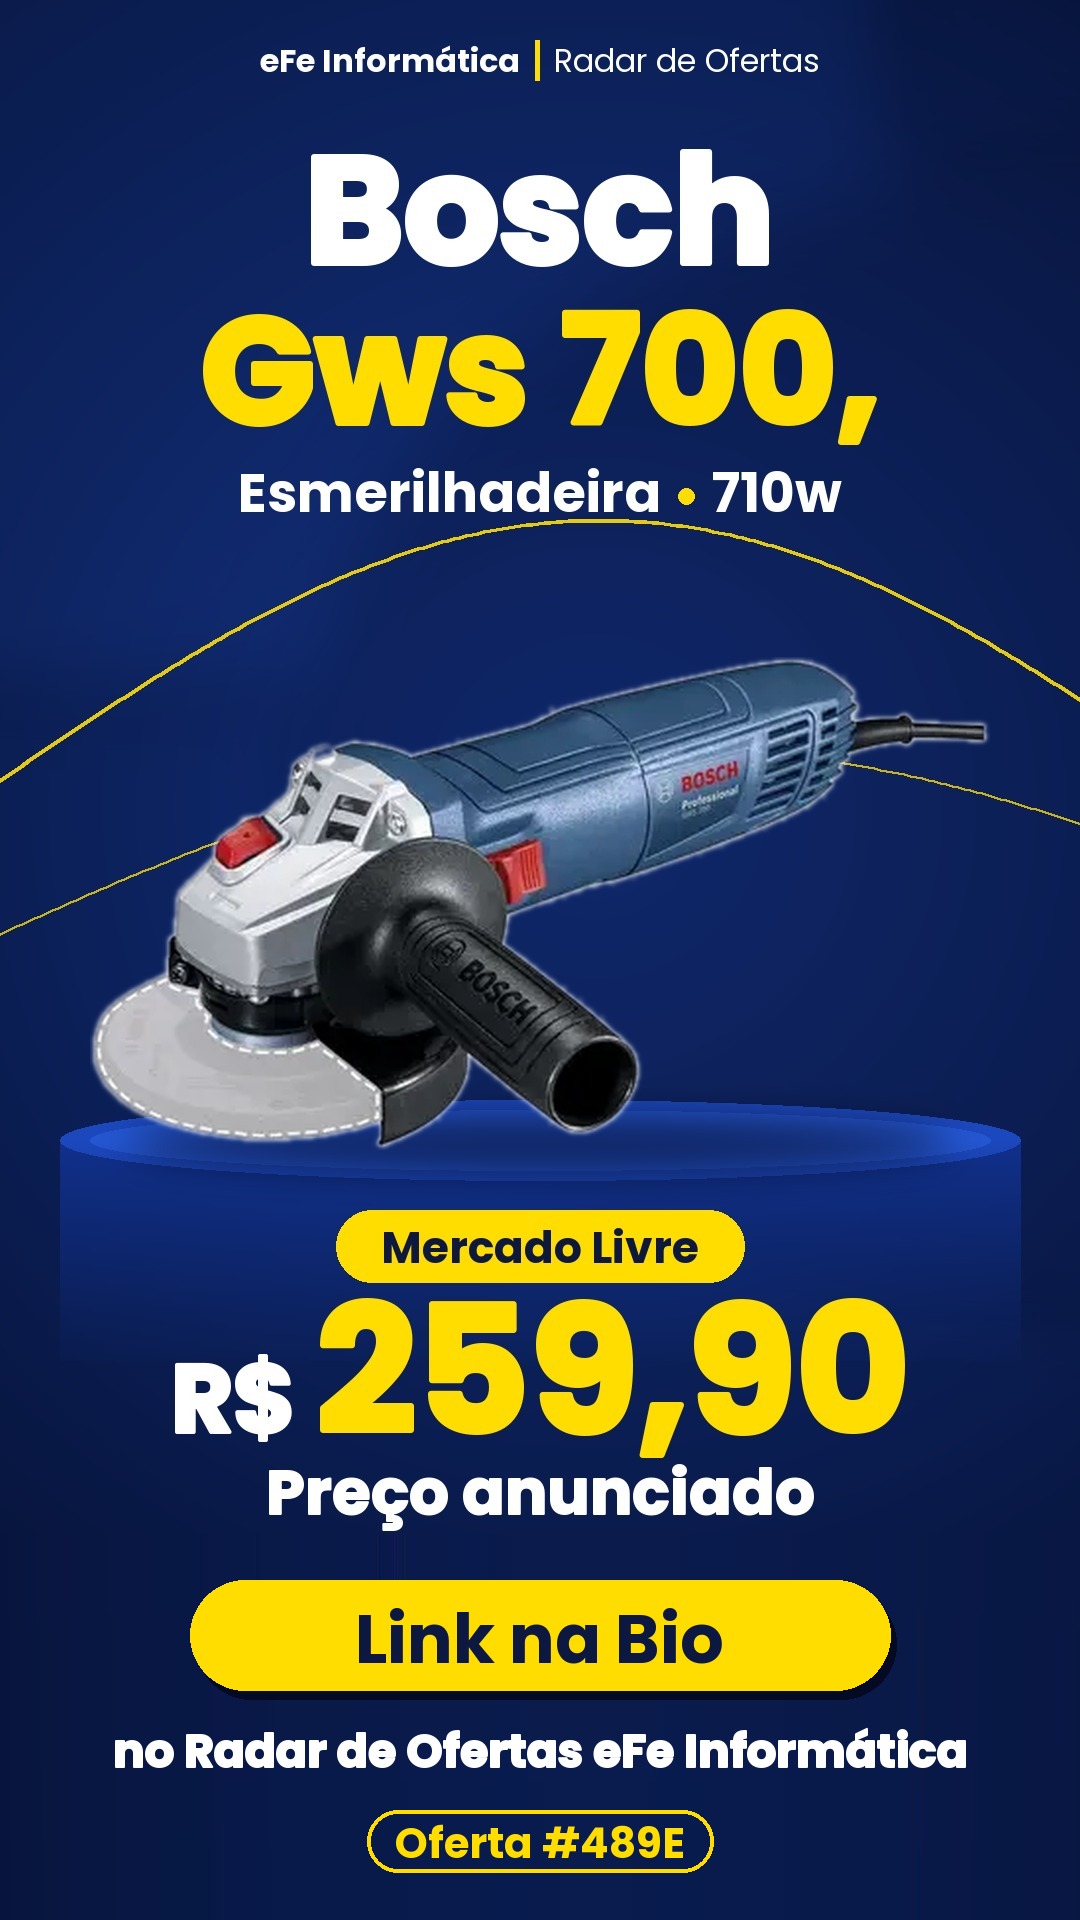 eFe Informática | Radar de Ofertas
Bosch
Gws 700,
Esmerilhadeira • 710w
BOSCH
Professional
BOSCH
Mercado Livre
R$ 259,90
Preço anunciado
Link na Bio
no Radar de Ofertas eFe Informática
Oferta #489E